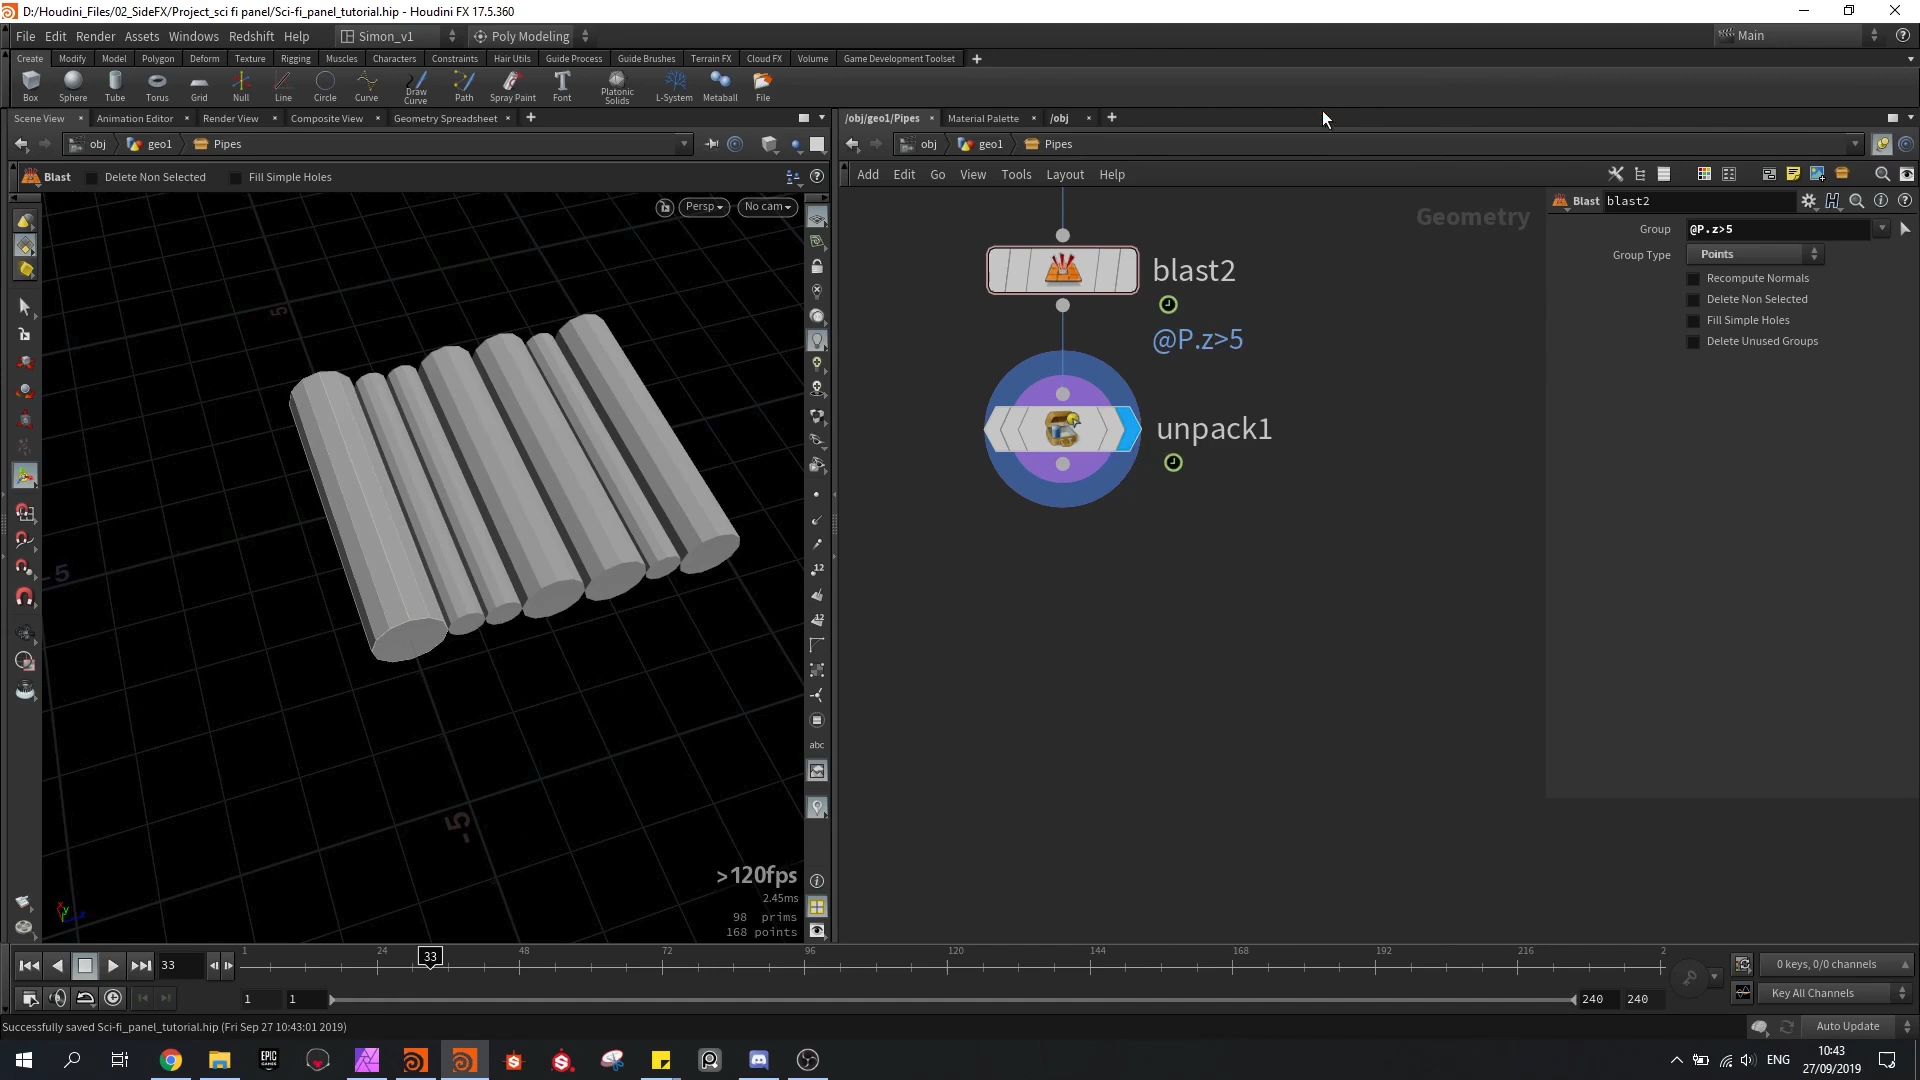 D:/Houdini_Files/02_SideFX/Project_sci fi panel/Sci-fi_panel_tutorial.hip - Houdini FX 17.5.360
File Edit Render Assets Windows Redshift Help Simon_v1 Poly Modeling Main
Create Modify Model Polygon Deform Texture Rigging Muscles Characters Constraints Hair Utils Guide Process Guide Brushes Terrain FX Cloud FX Volume Game Development Toolset
Box Sphere Tube Torus Grid Null Line Circle Curve Draw Curve Path Spray Paint Font Platonic Solids L-System Metaball File
Scene View Animation Editor Render View Composite View Geometry Spreadsheet
/obj/geo1/Pipes Material Palette /obj
obj geo1 Pipes
obj geo1 Pipes
Blast Delete Non Selected Fill Simple Holes
Add Edit Go View Tools Layout Help
Persp No cam
Geometry
Blast blast2
Group @P.z>5
Group Type Points
Recompute Normals
Delete Non Selected
Fill Simple Holes
Delete Unused Groups
blast2
@P.z>5
unpack1
5
-5
-5
12
12
abc
>120fps
2.45ms
98 prims
168 points
1 24 48 72 96 120 144 168 192 216 2
33
33
0 keys, 0/0 channels
1 1 240 240
Key All Channels
Successfully saved Sci-fi_panel_tutorial.hip (Fri Sep 27 10:43:01 2019)
Auto Update
EPIC GAMES
ENG
10:43
27/09/2019